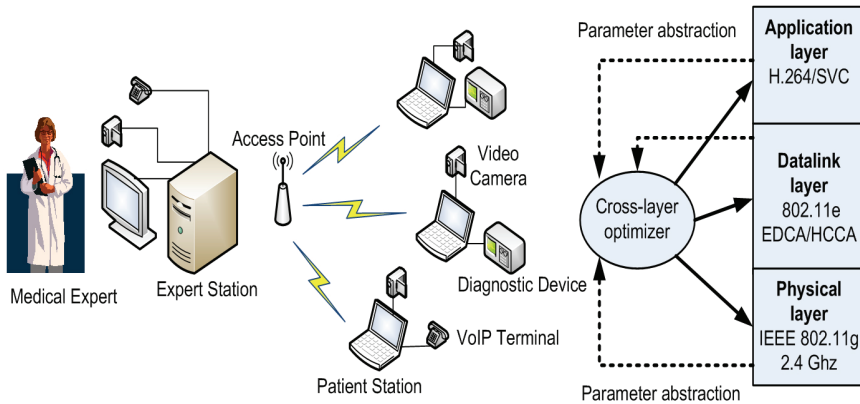 Parameter abstraction
Application
layer
H.264/SVC
Access Point
Video
Camera
Datalink
layer
802.11e
EDCA/HCCA
Cross-layer
optimizer
Medical Expert
Expert Station
Diagnostic Device
Physical
layer
IEEE 802.11g
2.4 Ghz
VoIP Terminal
Patient Station
Parameter abstraction